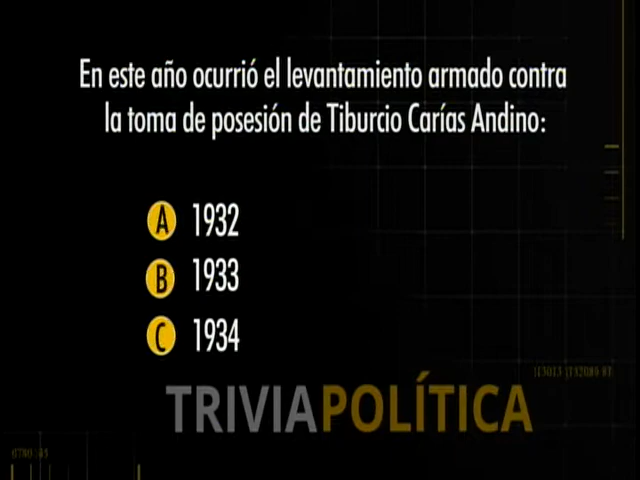 En este año ocurrió el levantamiento armado contra
la toma de posesión de Tiburcio Carías Andino:
A 1932
B 1933
C 1934
TRIVIAPOLÍTICA